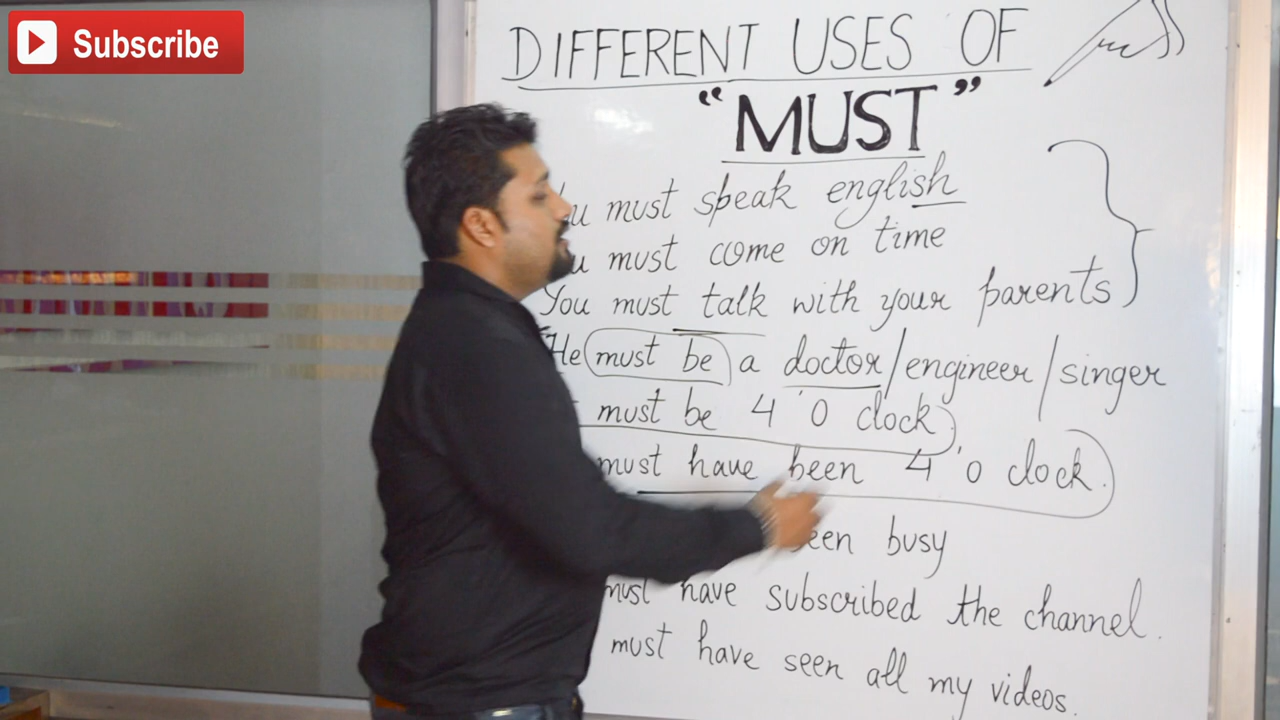 Subscribe
DIFFERENT USES OF
“MUST”
must speak english
must come on time
You must talk with your parents
He must be a doctor/engineer/singer
must be 4 'O clock
must have been 4 'O clock.
busy
must have subscribed the channel.
must have seen all my videos.